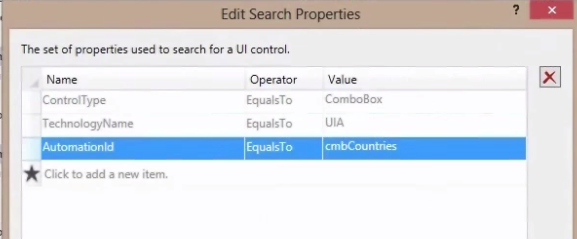 Edit Search Properties
?
The set of properties used to search for a UI control.
Name Operator Value
ControlType EqualsTo ComboBox
TechnologyName EqualsTo UIA
AutomationId EqualsTo cmbCountries
Click to add a new item.